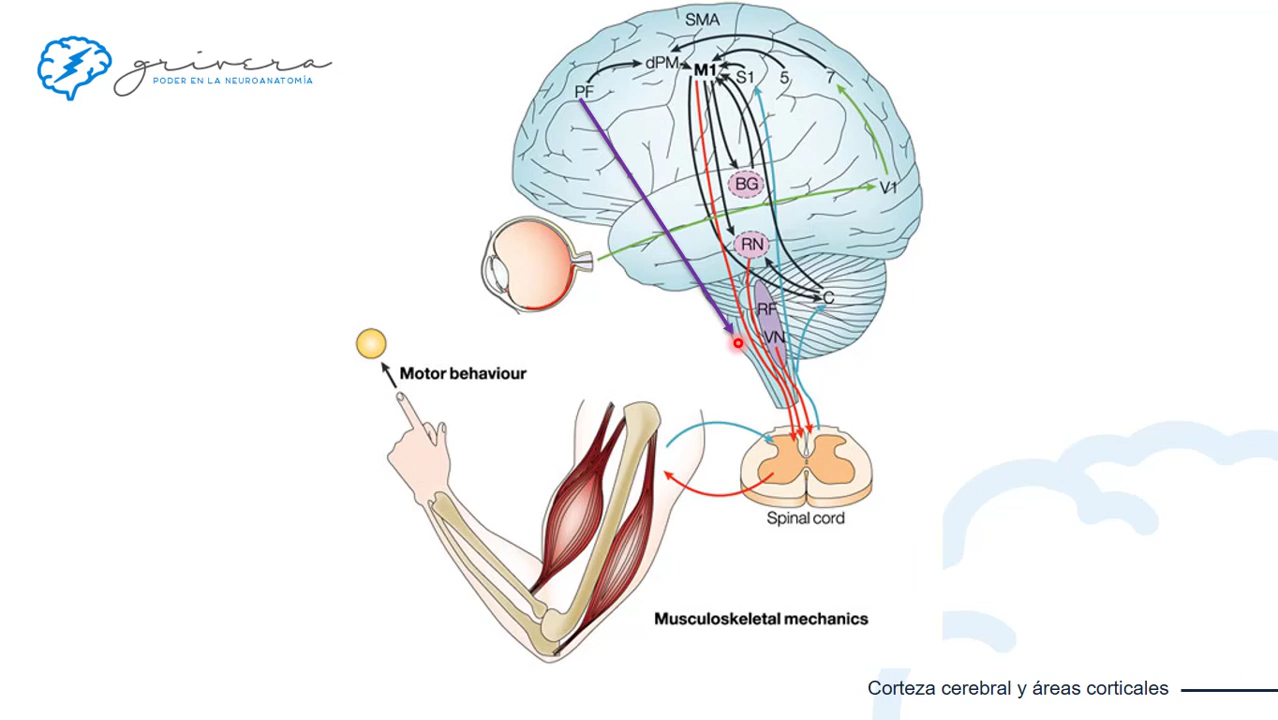 grivera
PODER EN LA NEUROANATOMÍA
SMA
PF
dPM
M1
S1
5
7
BG
V1
RN
C
RF
VN
Motor behaviour
Spinal cord
Musculoskeletal mechanics
Corteza cerebral y áreas corticales